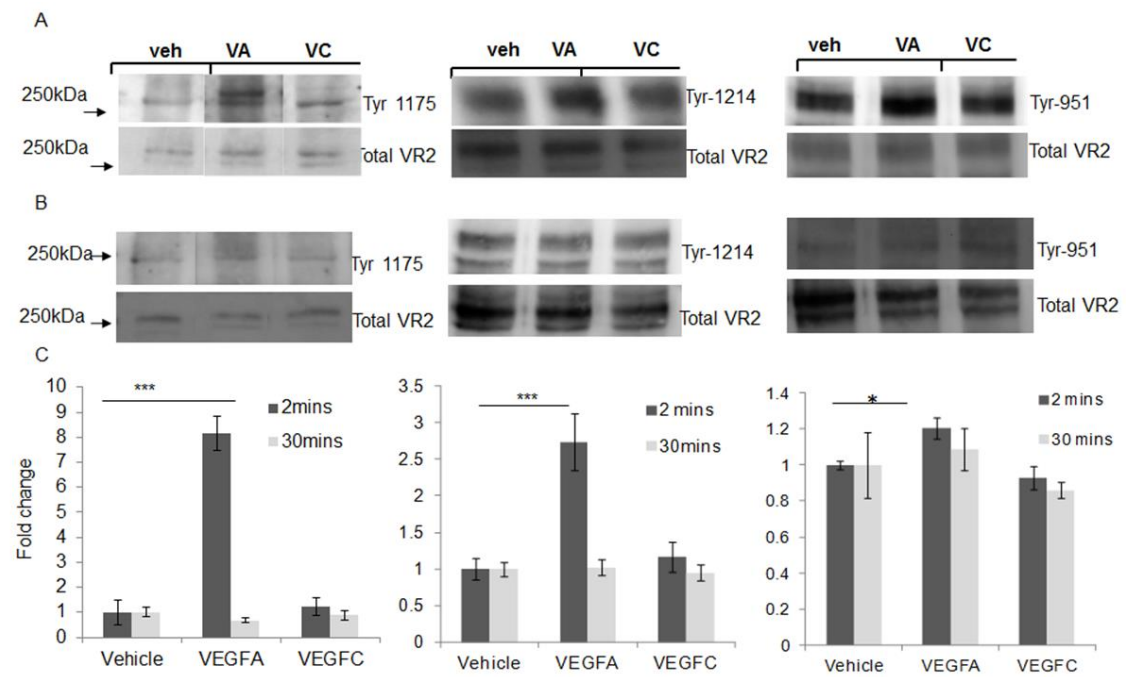 A
veh VA VC
250kDa
Tyr 1175
250kDa
Total VR2
veh VA VC
Tyr-1214
Total VR2
veh VA VC
Tyr-951
Total VR2
B
250kDa
Tyr 1175
250kDa
Total VR2
Tyr-1214
Total VR2
Tyr-951
Total VR2
C
Fold change
10
9
8
7
6
5
4
3
2
1
0
***
2mins
30mins
Vehicle VEGFA VEGFC
3.5
3
2.5
2
1.5
1
0.5
0
***
2 mins
30mins
Vehicle VEGFA VEGFC
1.4
1.2
1
0.8
0.6
0.4
0.2
0
*
2 mins
30 mins
Vehicle VEGFA VEGFC